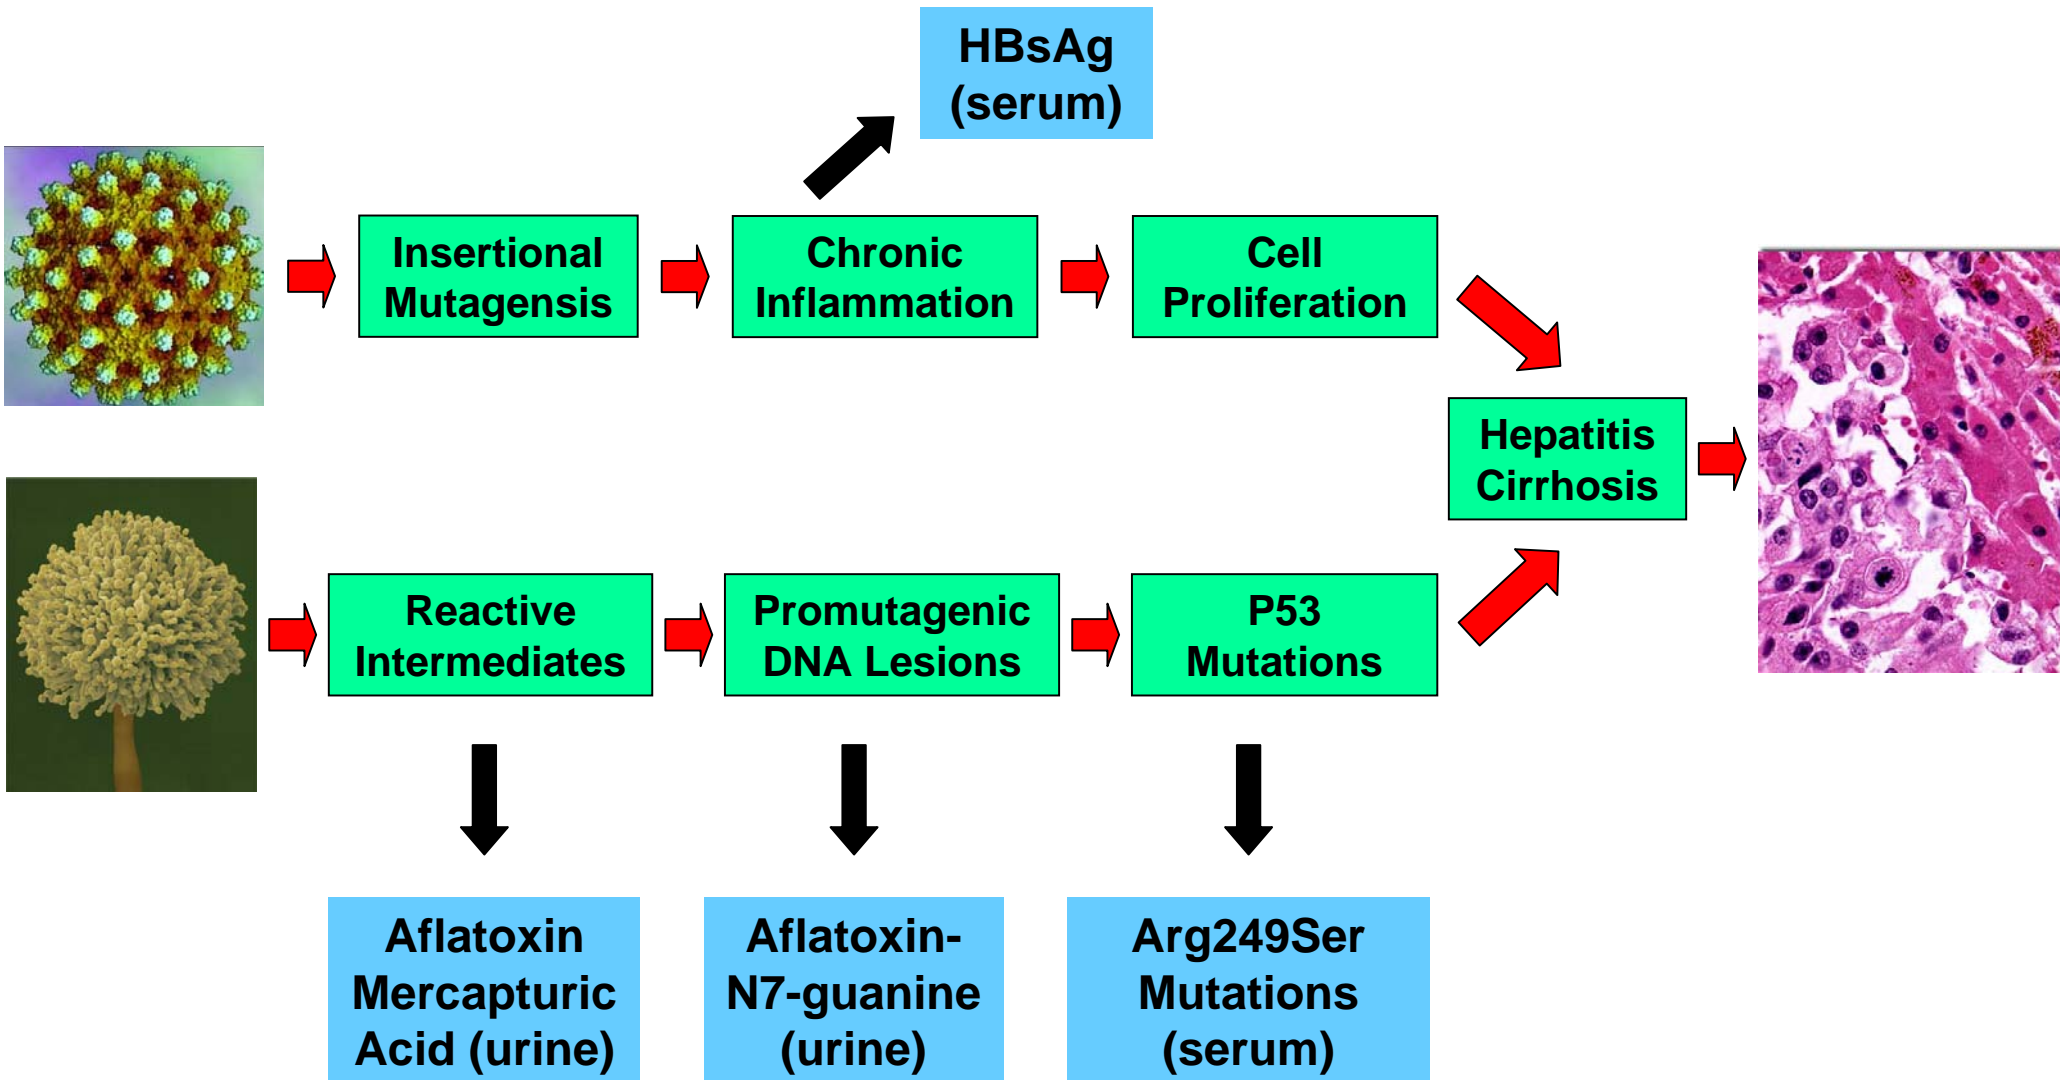 HBsAg
(serum)
Insertional
Mutagensis
Chronic
Inflammation
Cell
Proliferation
Hepatitis
Cirrhosis
Reactive
Intermediates
Promutagenic
DNA Lesions
P53
Mutations
Aflatoxin
Mercapturic
Acid (urine)
Aflatoxin-
N7-guanine
(urine)
Arg249Ser
Mutations
(serum)